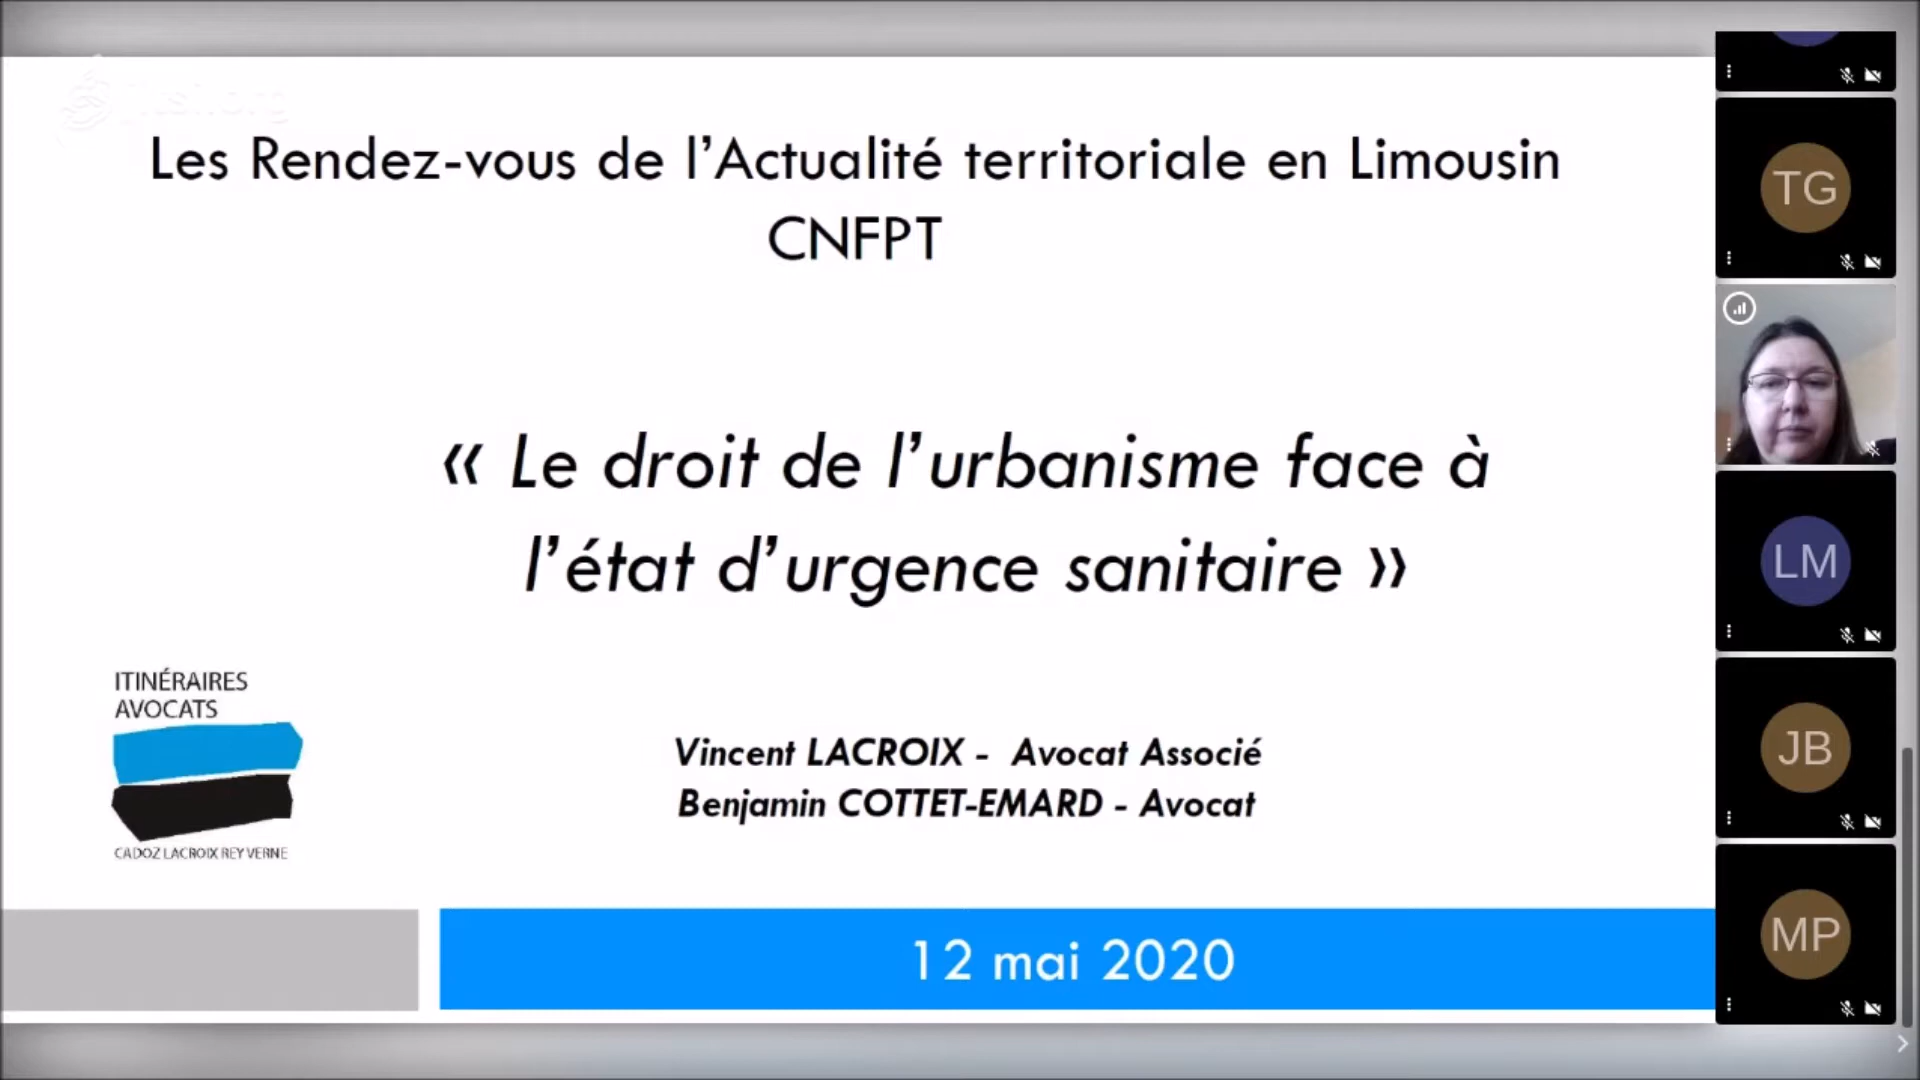 Les Rendez-vous de l’Actualité territoriale en Limousin
CNFPT
« Le droit de l’urbanisme face à
l’état d’urgence sanitaire »
ITINÉRAIRES
AVOCATS
CADOZ LACROIX REY VERNE
Vincent LACROIX - Avocat Associé
Benjamin COTTET-EMARD - Avocat
12 mai 2020
TG
LM
JB
MP